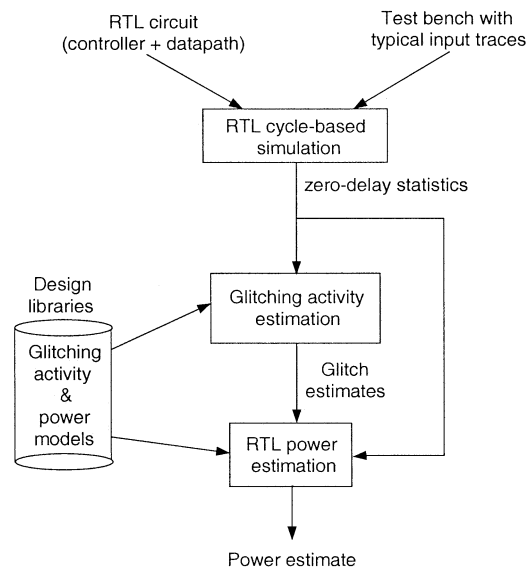 RTL circuit
(controller + datapath)
Test bench with
typical input traces
RTL cycle-based
simulation
zero-delay statistics
Design
libraries
Glitching
activity
&
power
models
Glitching activity
estimation
Glitch
estimates
RTL power
estimation
Power estimate